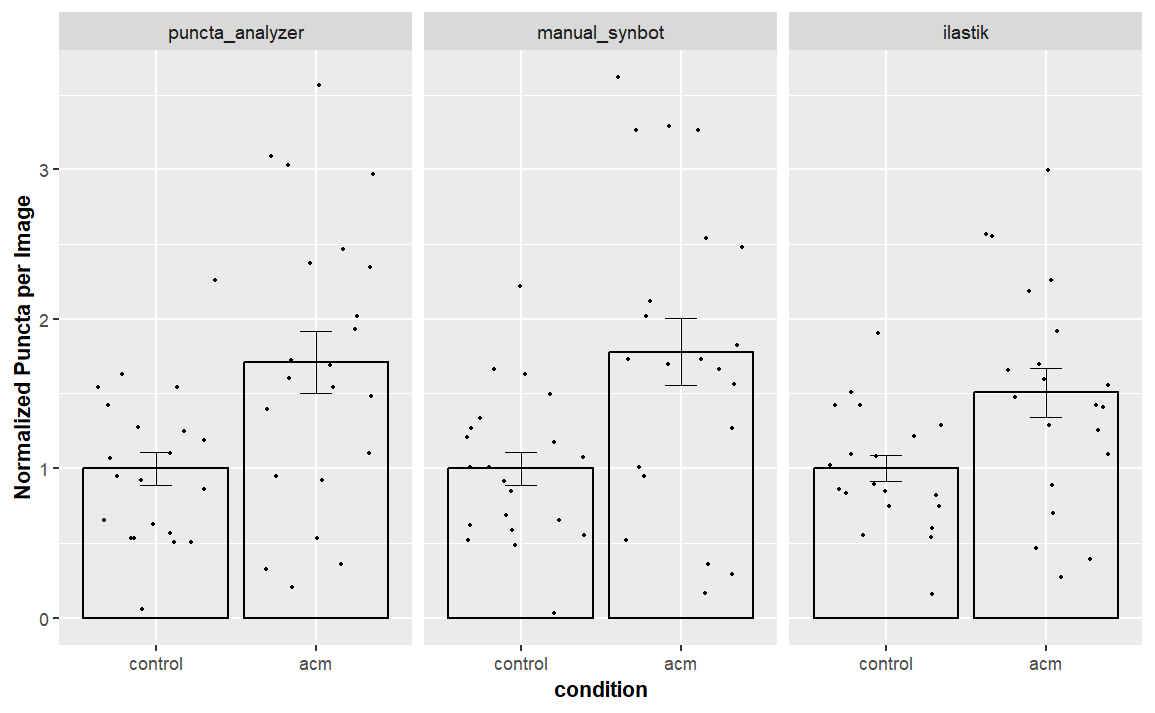 puncta_analyzer manual_synbot ilastik
Normalized Puncta per Image
3
2
1
0
control acm control acm control acm
condition